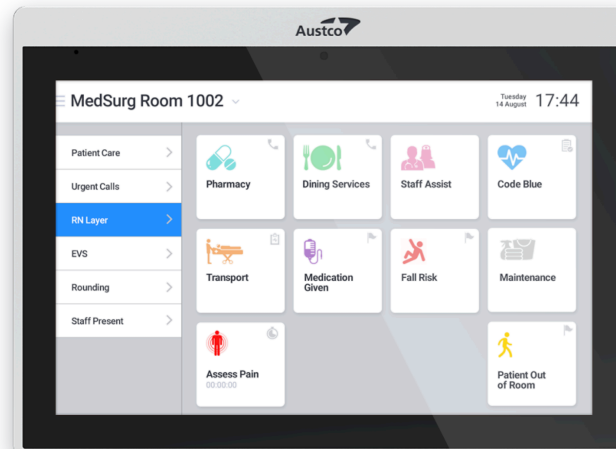 Austco
MedSurg Room 1002
Tuesday
14 August
17:44
Patient Care
Urgent Calls
RN Layer
EVS
Rounding
Staff Present
Pharmacy
Dining Services
Staff Assist
Code Blue
Transport
Medication
Given
Fall Risk
Maintenance
Assess Pain
00:00:00
Patient Out
of Room